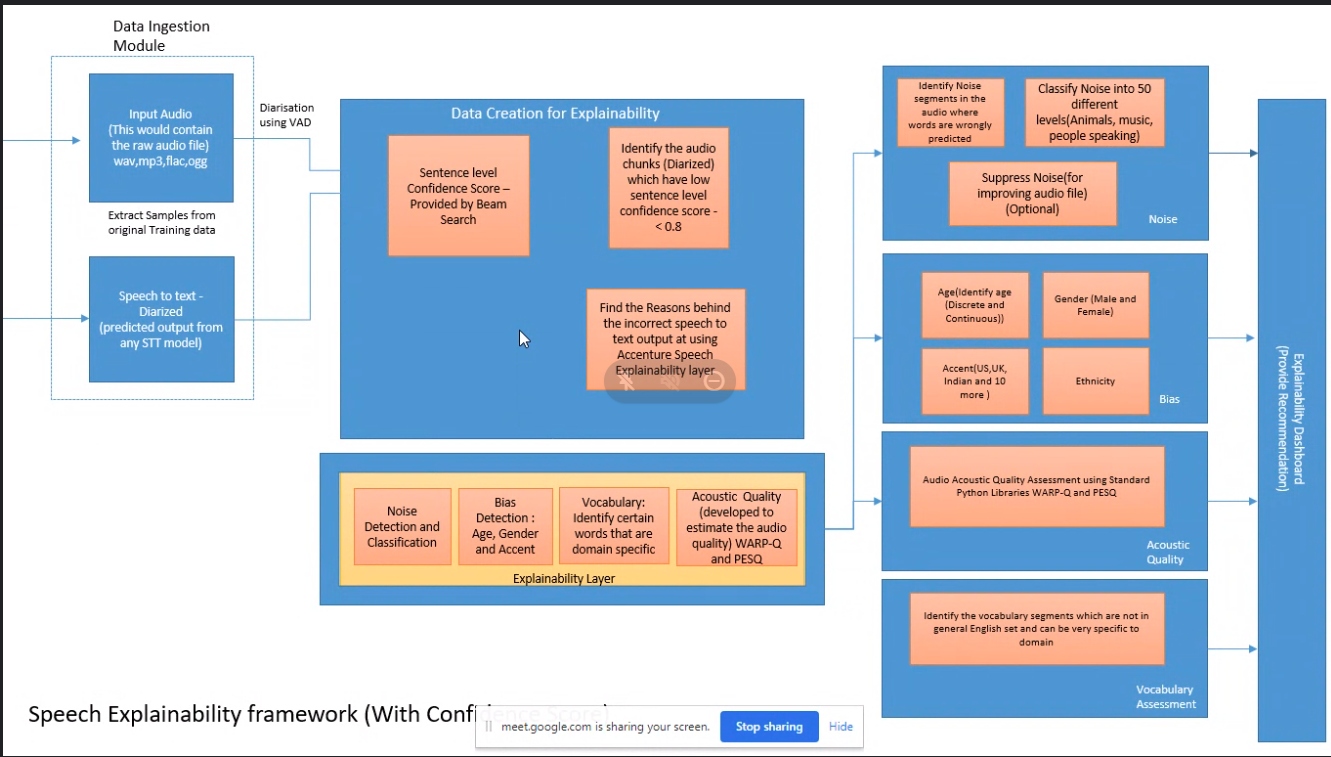 Data Ingestion
Module
Input Audio
(This would contain
the raw audio file)
wav,mp3,flac,ogg
Extract Samples from
original Training data
Speech to text -
Diarized
(predicted output from
any STT model)
Diarisation
using VAD
Data Creation for Explainability
Sentence level
Confidence Score –
Provided by Beam
Search
Identify the audio
chunks (Diarized)
which have low
sentence level
confidence score -
< 0.8
Find the Reasons behind
the incorrect speech to
text output at using
Accenture Speech
Explainability layer
Noise
Detection and
Classification
Bias
Detection :
Age, Gender
and Accent
Vocabulary:
Identify certain
words that are
domain specific
Acoustic Quality
(developed to
estimate the audio
quality) WARP-Q
and PESQ
Explainability Layer
Identify Noise
segments in the
audio where
words are wrongly
predicted
Classify Noise into 50
different
levels(Animals, music,
people speaking)
Suppress Noise(for
improving audio file)
(Optional)
Noise
Age(Identify age
(Discrete and
Continuous))
Gender (Male and
Female)
Accent(US,UK,
Indian and 10
more )
Ethnicity
Bias
Audio Acoustic Quality Assessment using Standard
Python Libraries WARP-Q and PESQ
Acoustic
Quality
Identify the vocabulary segments which are not in
general English set and can be very specific to
domain
Vocabulary
Assessment
Explainability Dashboard
(Provide Recommendation)
Speech Explainability framework (With Confidence Score)
meet.google.com is sharing your screen.
Stop sharing
Hide